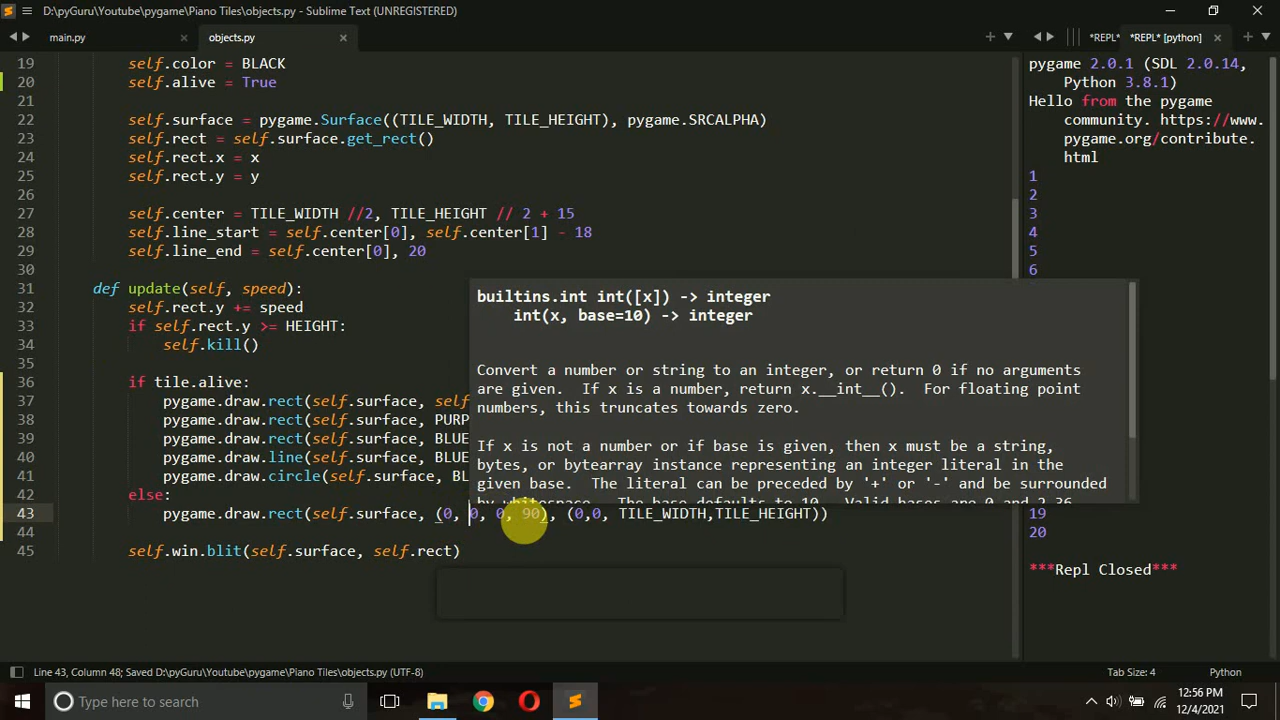 D:\pyGuru\Youtube\pygame\Piano Tiles\objects.py - Sublime Text (UNREGISTERED)
main.py
objects.py
*REPL*
*REPL* [python]
19 self.color = BLACK
20 self.alive = True
21
22 self.surface = pygame.Surface((TILE_WIDTH, TILE_HEIGHT), pygame.SRCALPHA)
23 self.rect = self.surface.get_rect()
24 self.rect.x = x
25 self.rect.y = y
26
27 self.center = TILE_WIDTH //2, TILE_HEIGHT // 2 + 15
28 self.line_start = self.center[0], self.center[1] - 18
29 self.line_end = self.center[0], 20
30
31 def update(self, speed):
32 self.rect.y += speed
33 if self.rect.y >= HEIGHT:
34 self.kill()
35
36 if tile.alive:
37 pygame.draw.rect(self.surface, self
38 pygame.draw.rect(self.surface, PURP
39 pygame.draw.rect(self.surface, BLUE
40 pygame.draw.line(self.surface, BLUE
41 pygame.draw.circle(self.surface, BL
42 else:
43 pygame.draw.rect(self.surface, (0, 0, 0, 90), (0,0, TILE_WIDTH,TILE_HEIGHT))
44
45 self.win.blit(self.surface, self.rect)
builtins.int int([x]) -> integer
int(x, base=10) -> integer
Convert a number or string to an integer, or return 0 if no arguments
are given. If x is a number, return x.__int__(). For floating point
numbers, this truncates towards zero.
If x is not a number or if base is given, then x must be a string,
bytes, or bytearray instance representing an integer literal in the
given base. The literal can be preceded by '+' or '-' and be surrounded
by whitespace. The base defaults to 10. Valid bases are 0 and 2-36.
pygame 2.0.1 (SDL 2.0.14,
Python 3.8.1)
Hello from the pygame
community. https://www.
pygame.org/contribute.
html
1
2
3
4
5
6
19
20
***Repl Closed***
Line 43, Column 48; Saved D:\pyGuru\Youtube\pygame\Piano Tiles\objects.py (UTF-8)
Tab Size: 4
Python
Type here to search
12:56 PM
12/4/2021